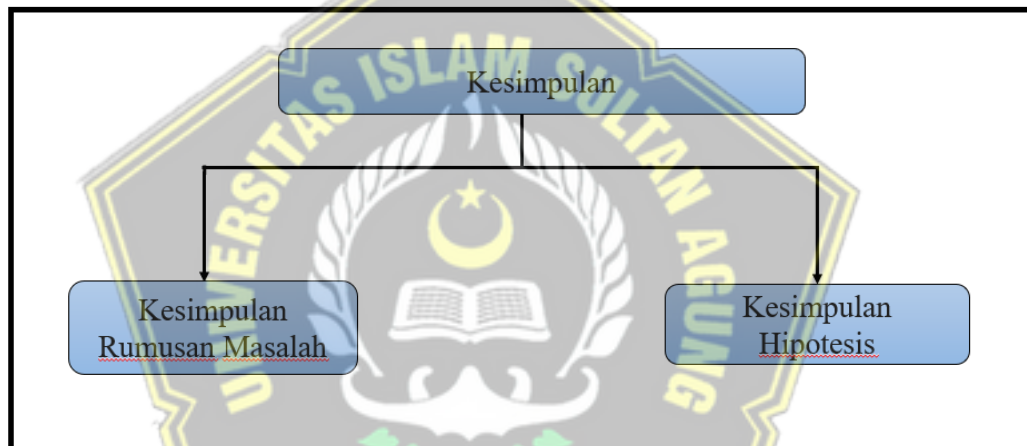 Kesimpulan
Kesimpulan
Rumusan Masalah
Kesimpulan
Hipotesis
UNIVERSITAS ISLAM SULTAN AGUNG